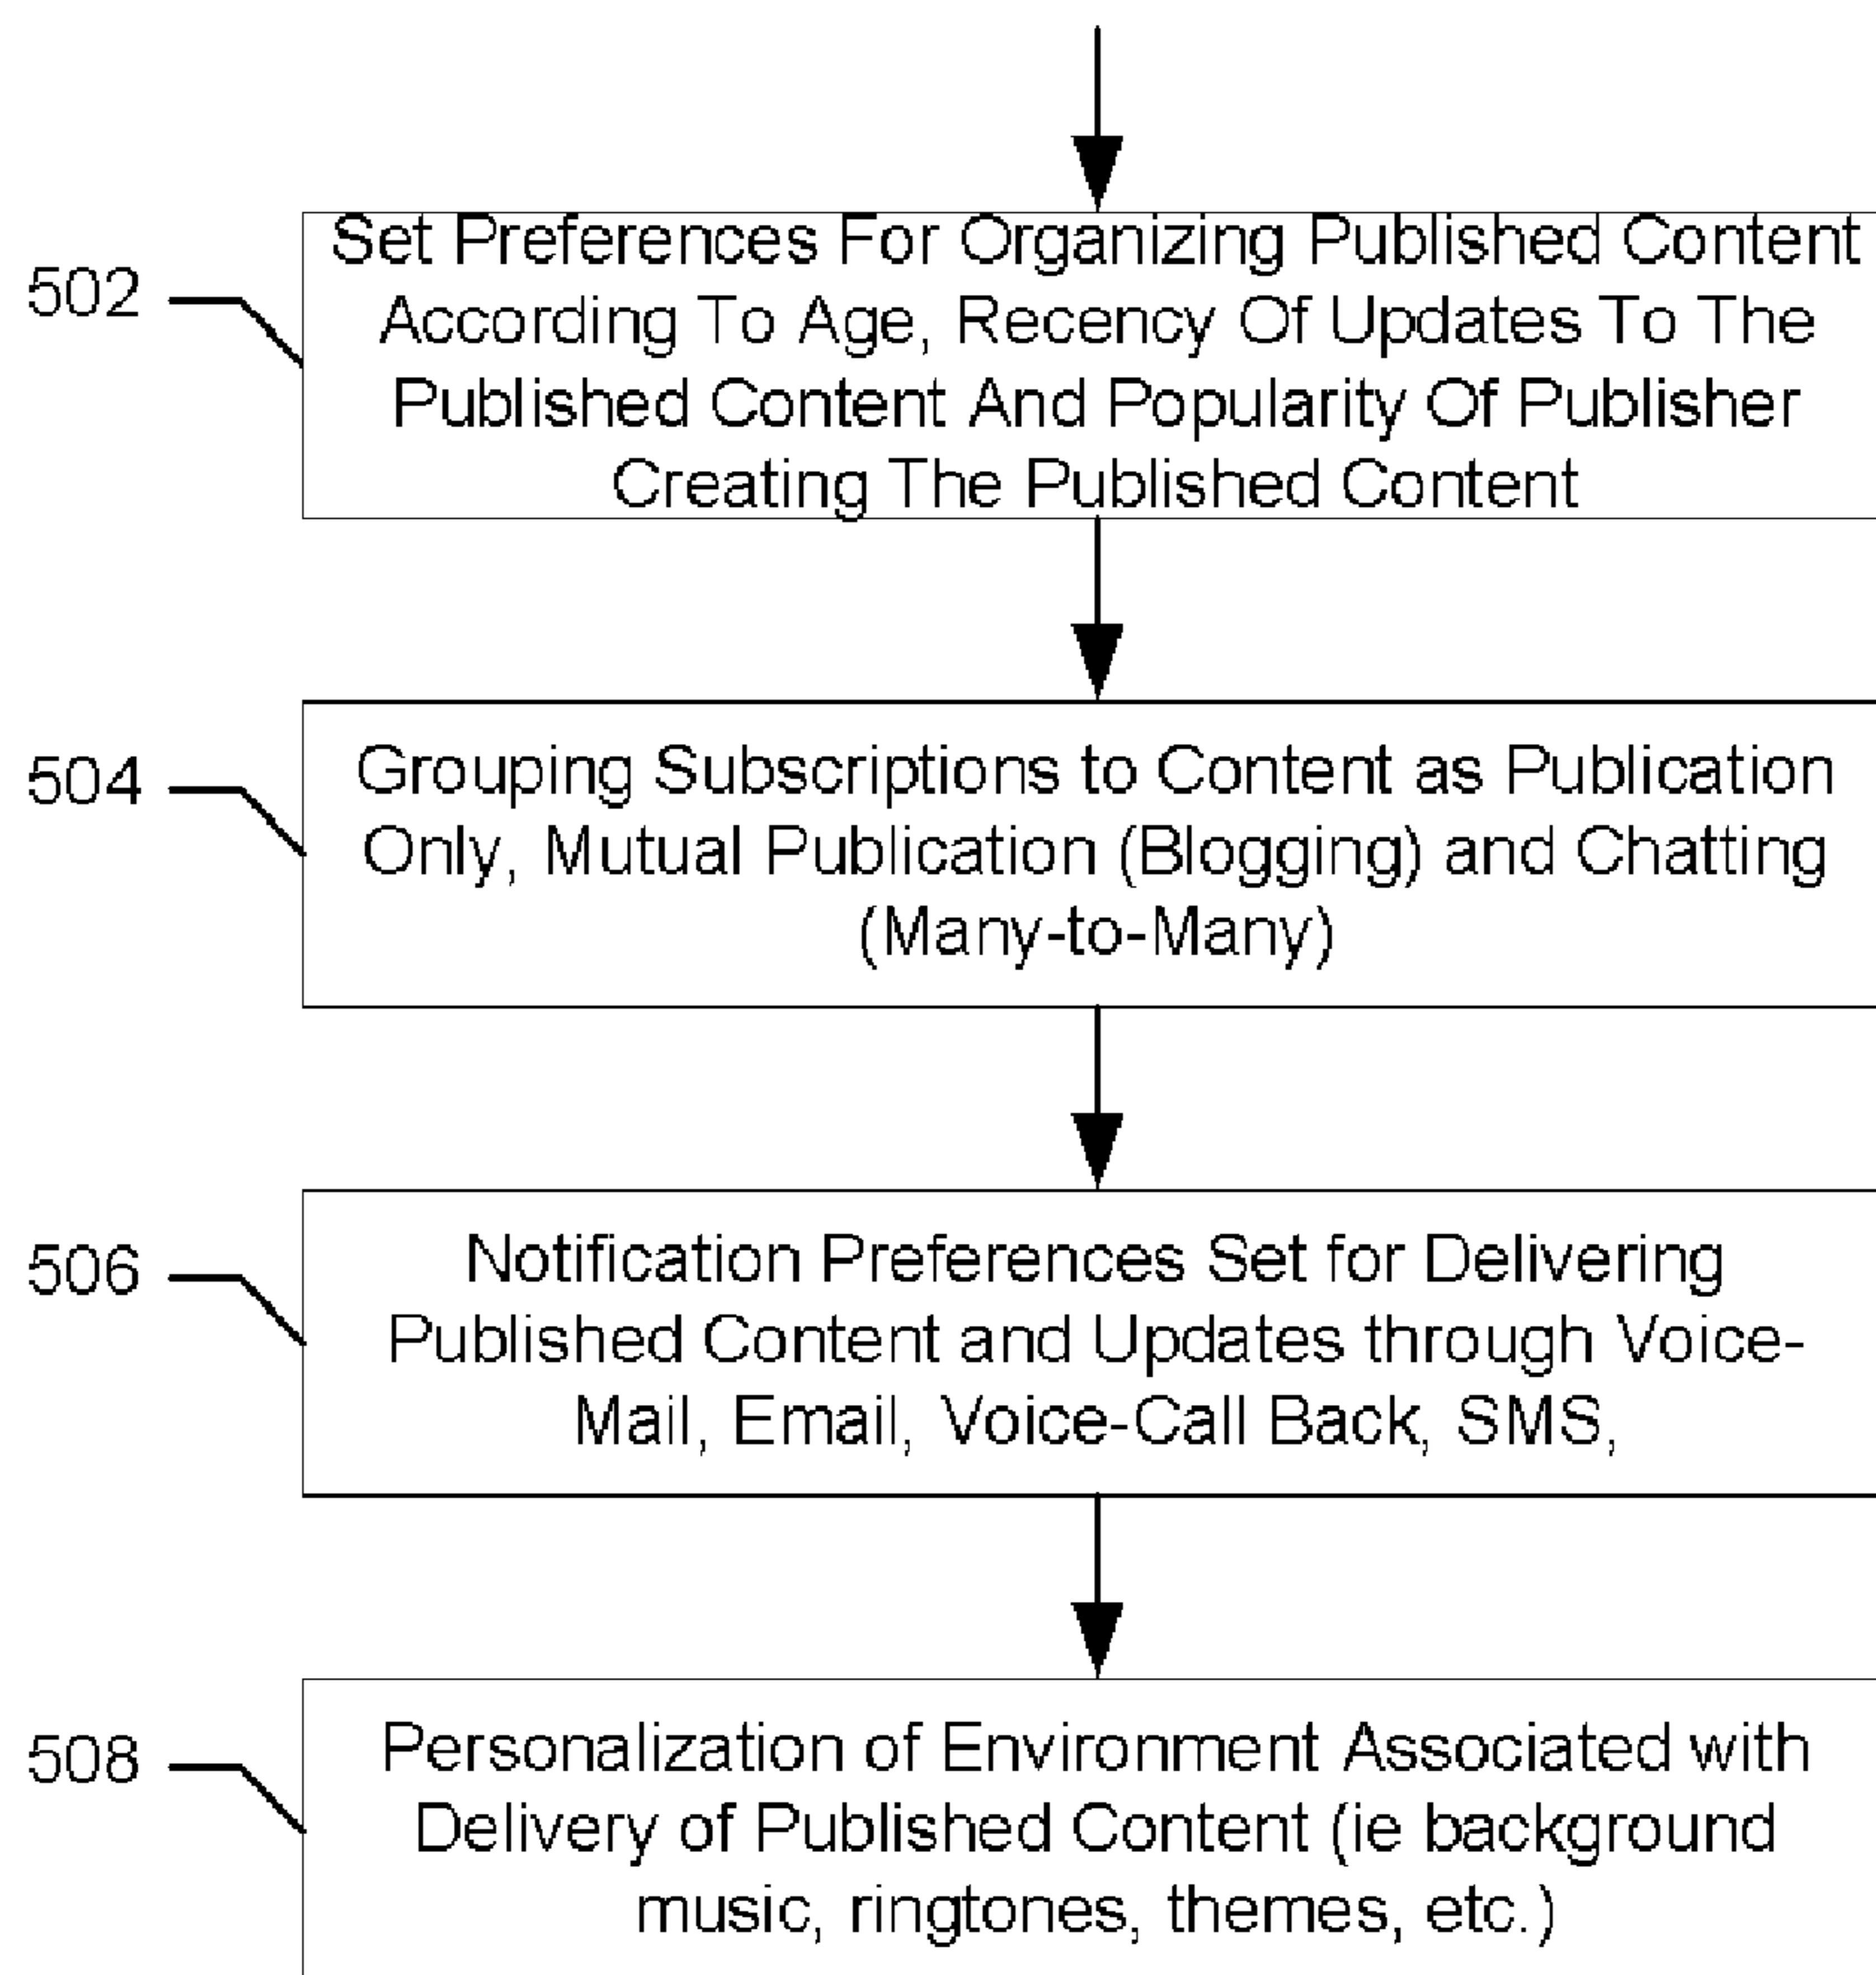 502
Set Preferences For Organizing Published Content
According To Age, Recency Of Updates To The
Published Content And Popularity Of Publisher
Creating The Published Content
504
Grouping Subscriptions to Content as Publication
Only, Mutual Publication (Blogging) and Chatting
(Many-to-Many)
506
Notification Preferences Set for Delivering
Published Content and Updates through Voice-
Mail, Email, Voice-Call Back, SMS,
508
Personalization of Environment Associated with
Delivery of Published Content (ie background
music, ringtones, themes, etc.)